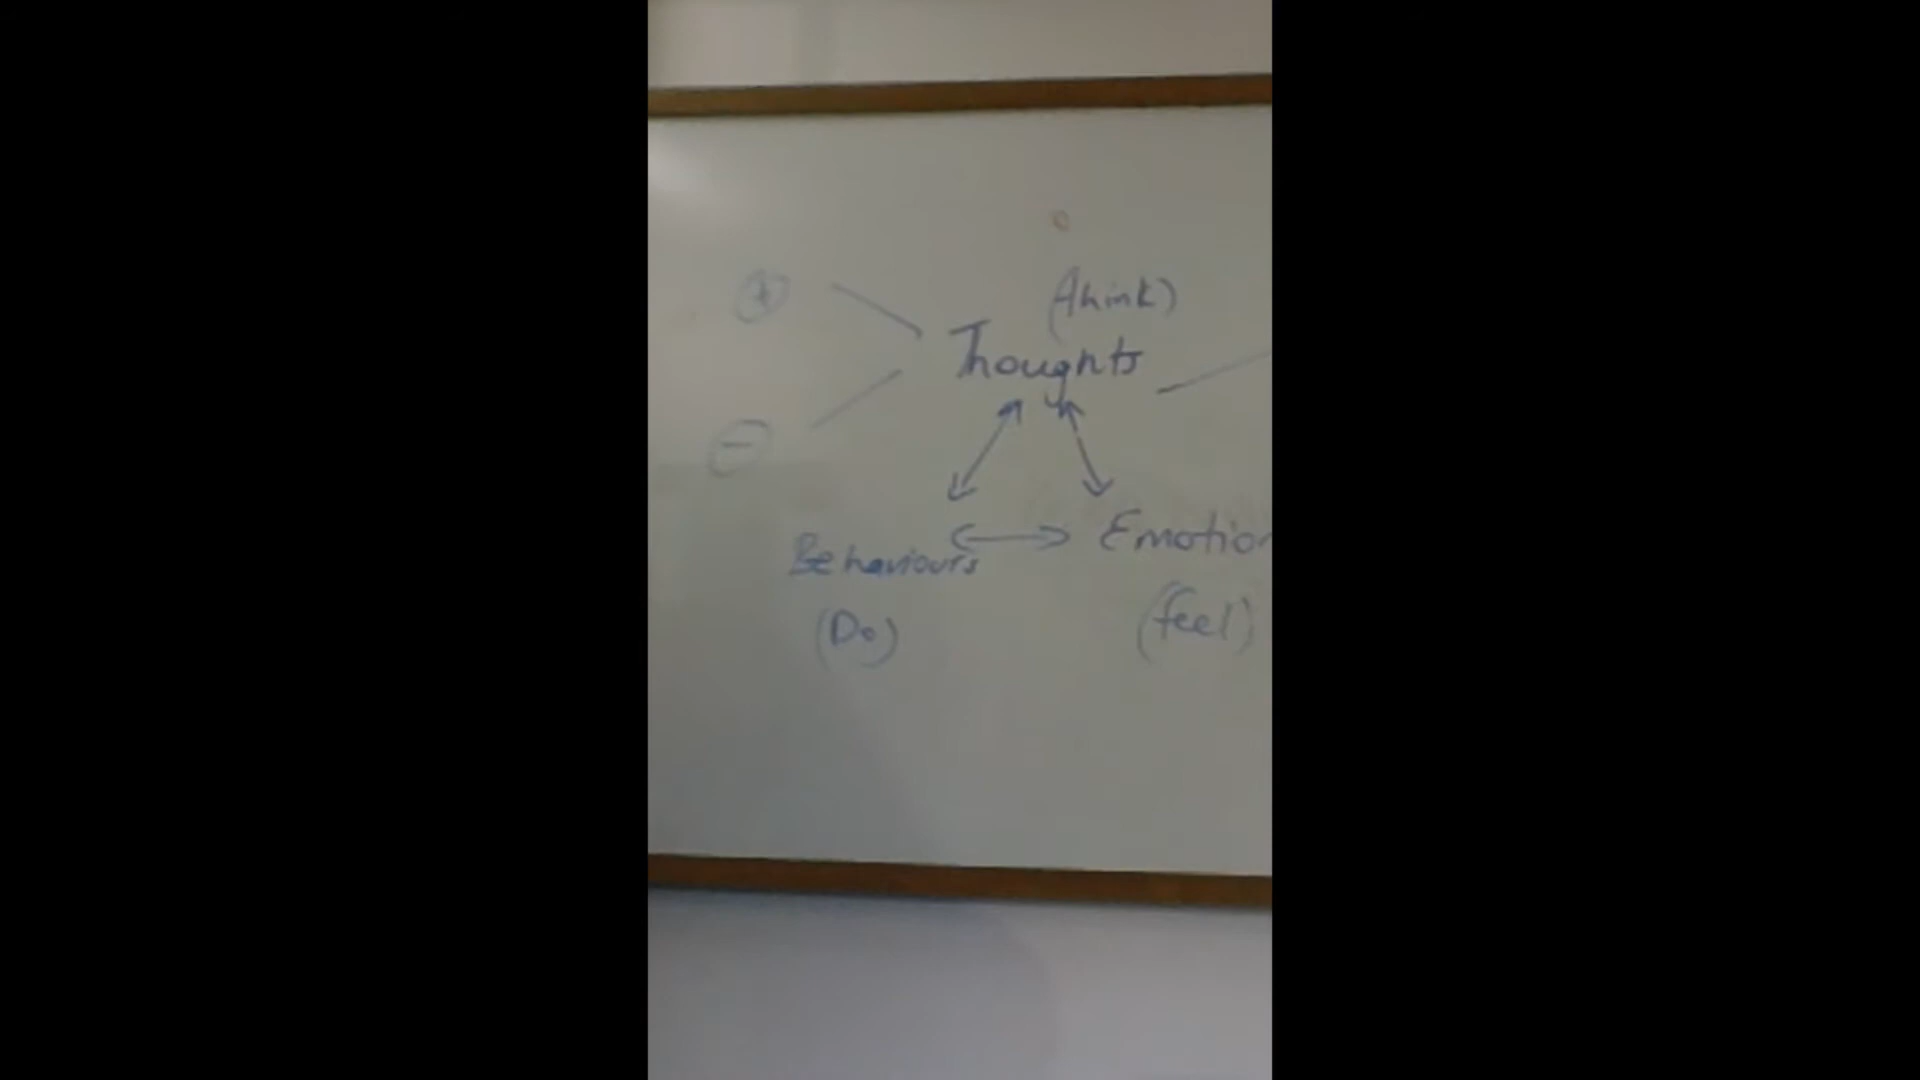 +
(think)
Thoughts
-
Behaviours
Emotion
(Do)
(feel)